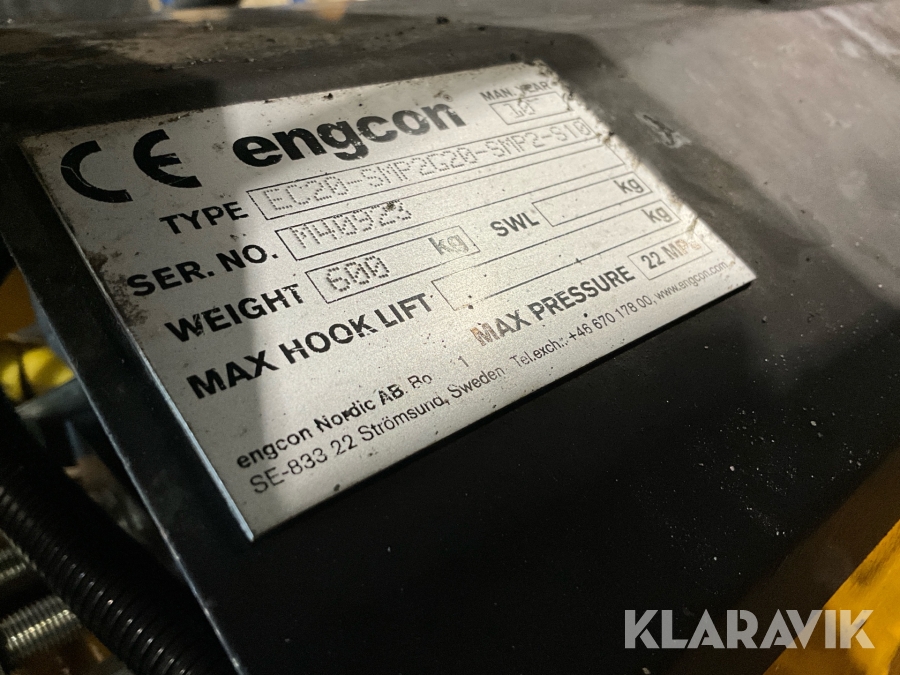 CE engcon MAN. YEAR
10
TYPE EC20-SMP2G20-SMP2-S10
SER. NO. M40923
WEIGHT 600 kg SWL kg
MAX HOOK LIFT kg
MAX PRESSURE 22 MPa
engcon Nordic AB. 1
SE-833 22 Strömsund, Sweden Tel.exch.: +46 670 178 00, www.engcon.com
KLARAVIK